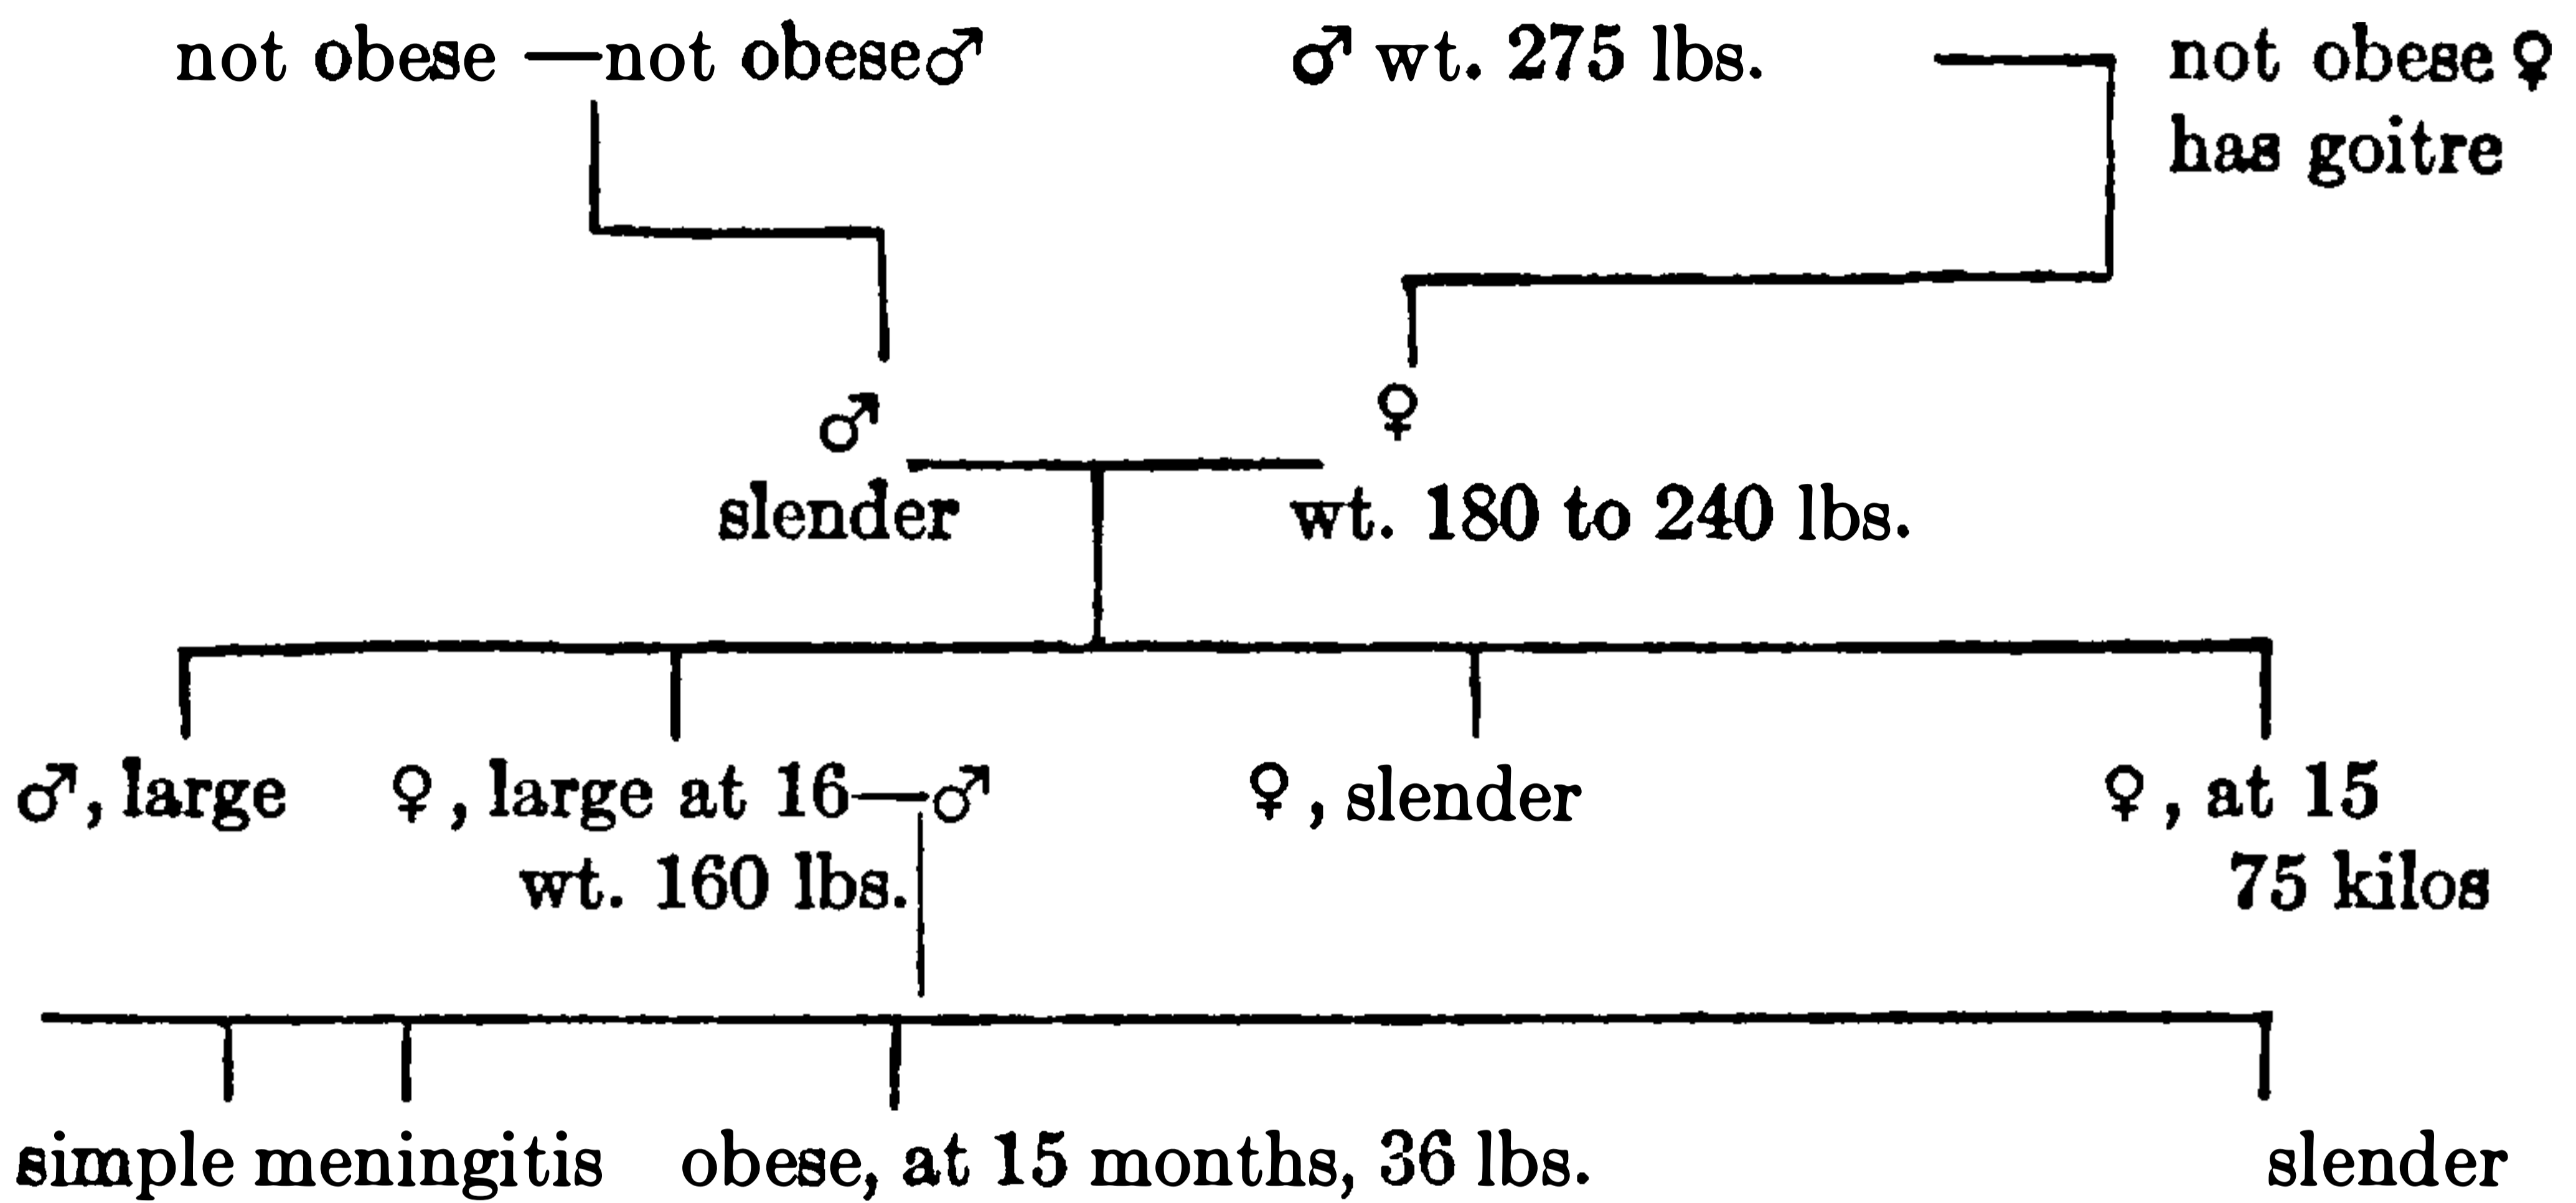 not obese — not obese ♂ ♂ wt. 275 lbs. not obese ♀
has goitre
♂ ♀
slender wt. 180 to 240 lbs.
♂, large ♀, large at 16—♂ ♀, slender ♀, at 15
wt. 160 lbs. 75 kilos
simple meningitis obese, at 15 months, 36 lbs. slender